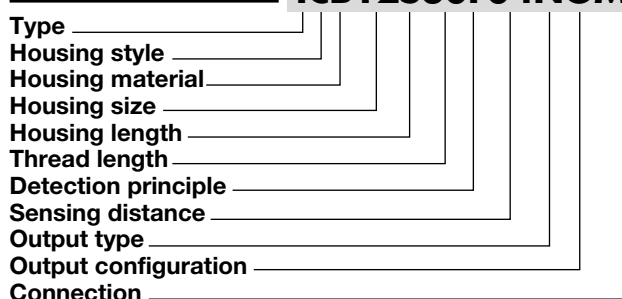 Type
Housing style
Housing material
Housing size
Housing length
Thread length
Detection principle
Sensing distance
Output type
Output configuration
Connection